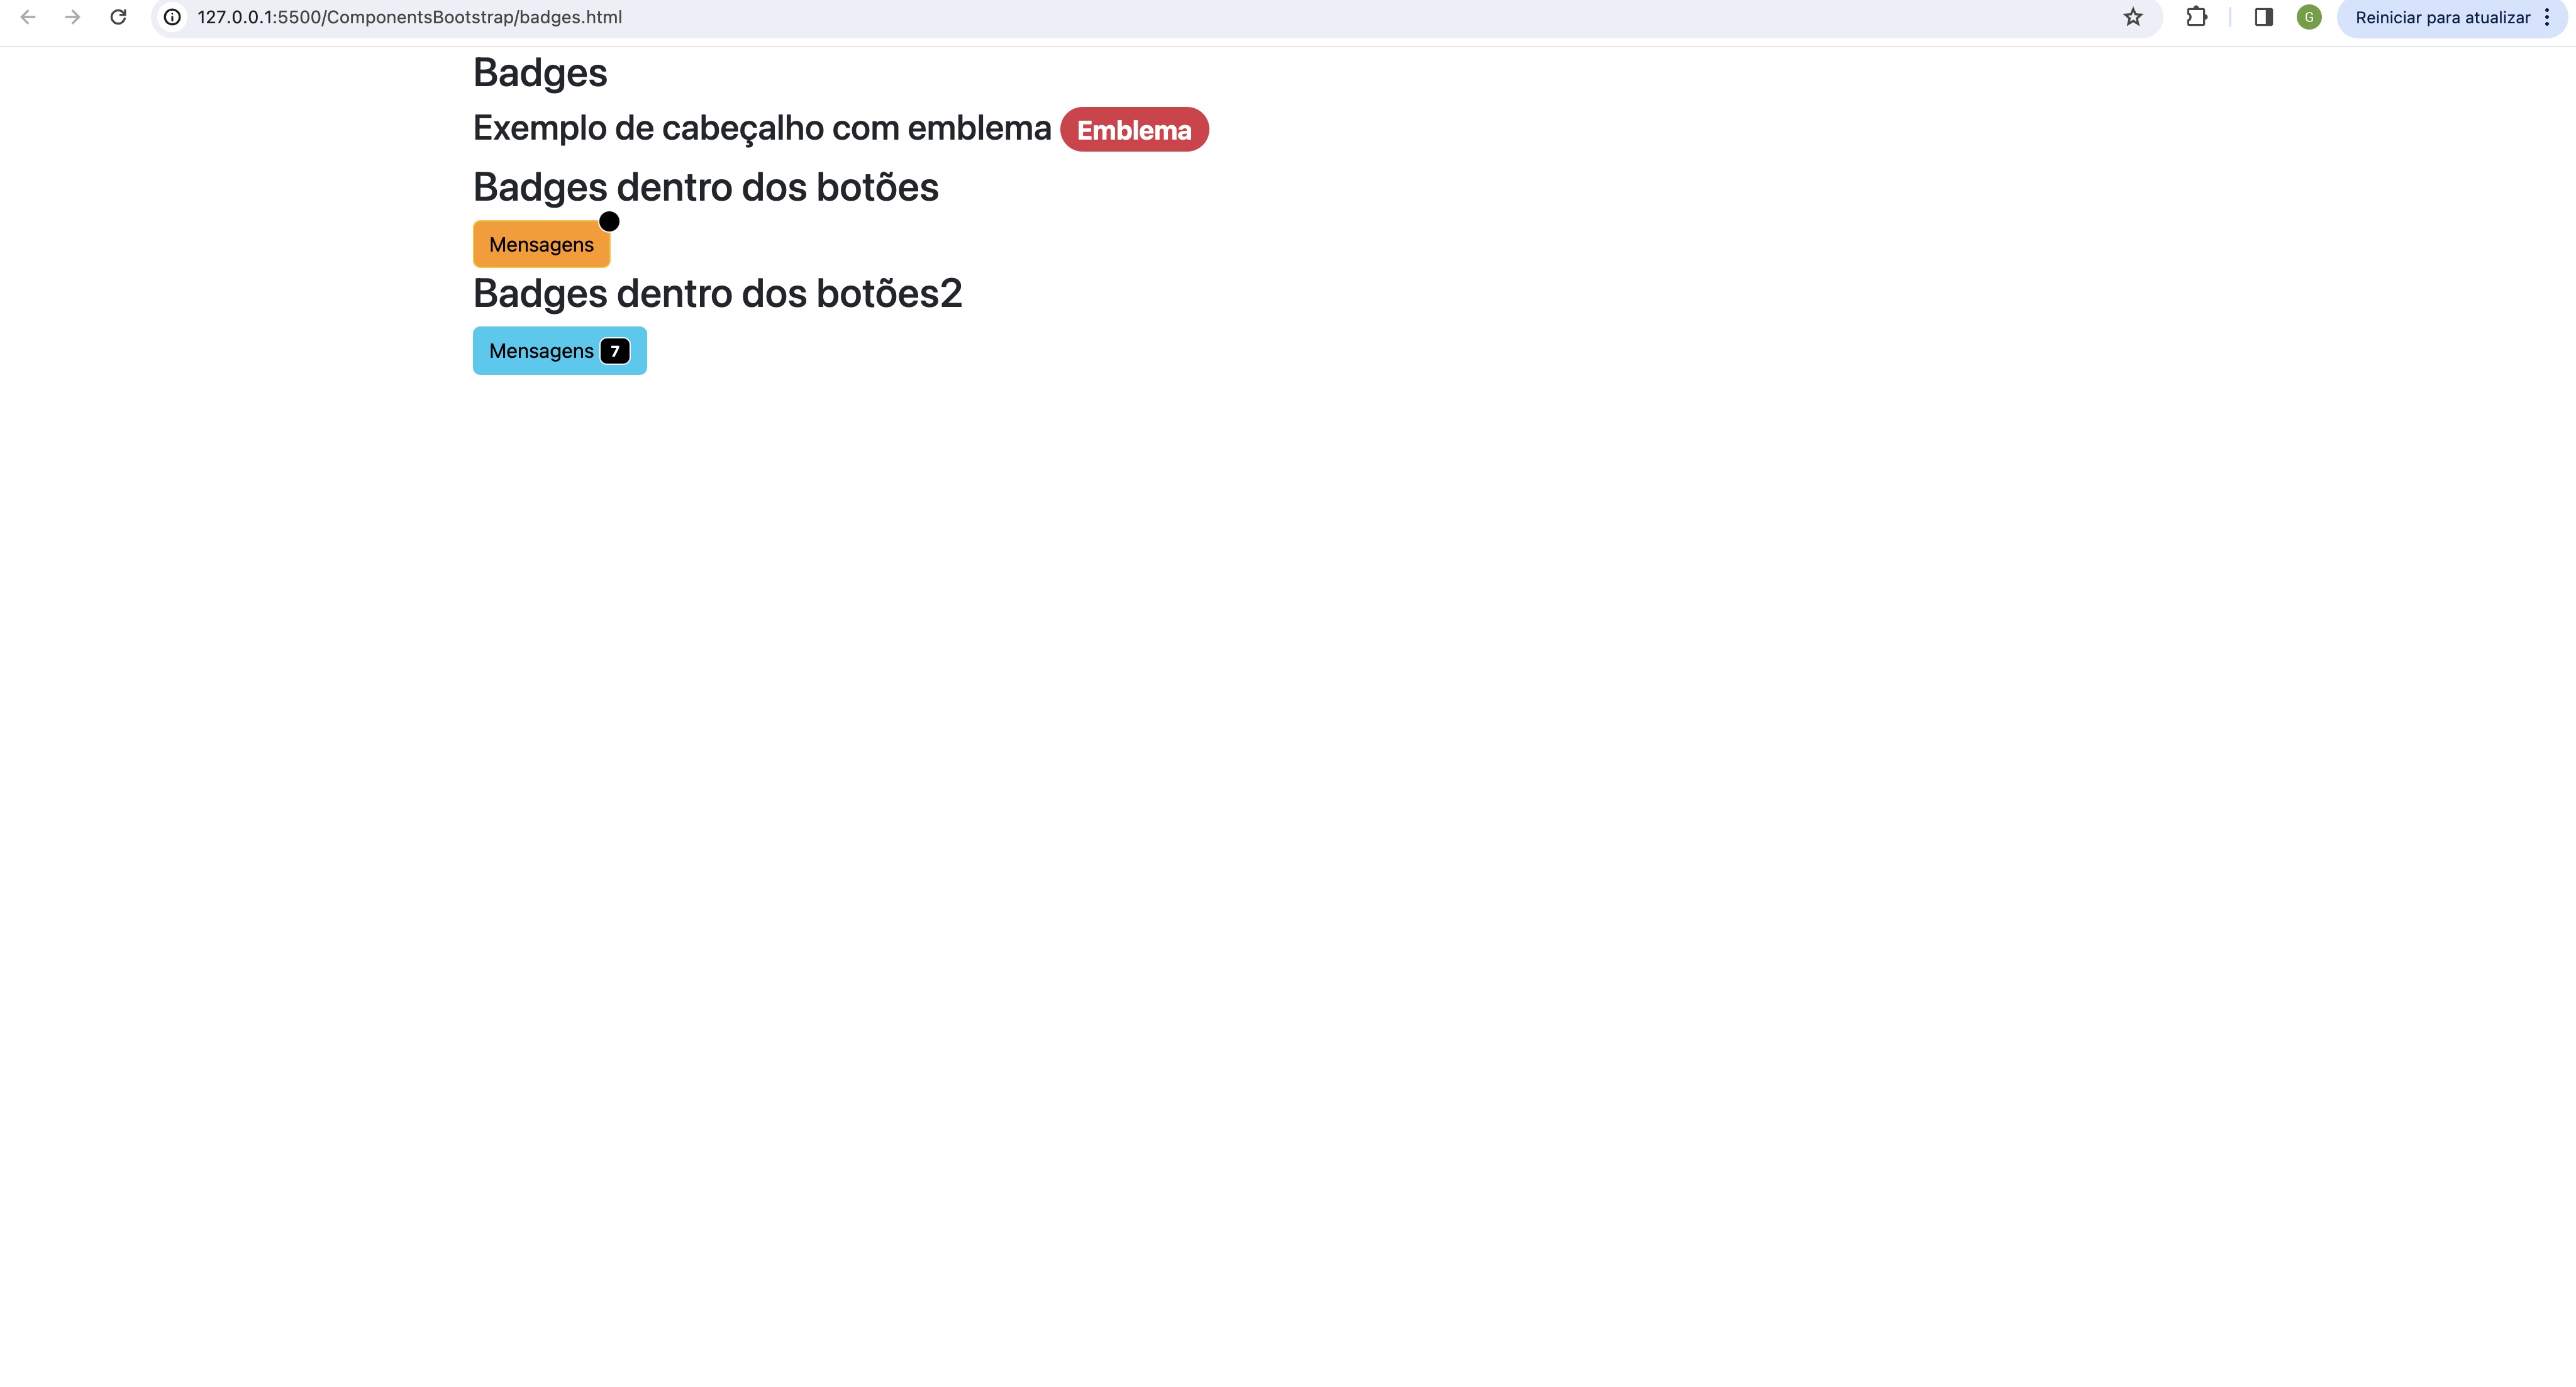 127.0.0.1:5500/ComponentsBootstrap/badges.html
G
Reiniciar para atualizar
Badges
Exemplo de cabeçalho com emblema Emblema
Badges dentro dos botões
Mensagens
Badges dentro dos botões2
Mensagens 7